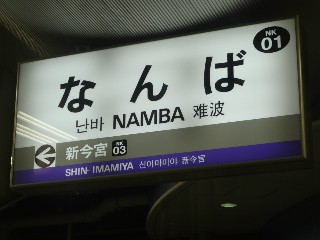 NK
01
なんば
난바 NAMBA 难波
新今宮 NK 03
SHIN-IMAMIYA 신이마미야 新今宫